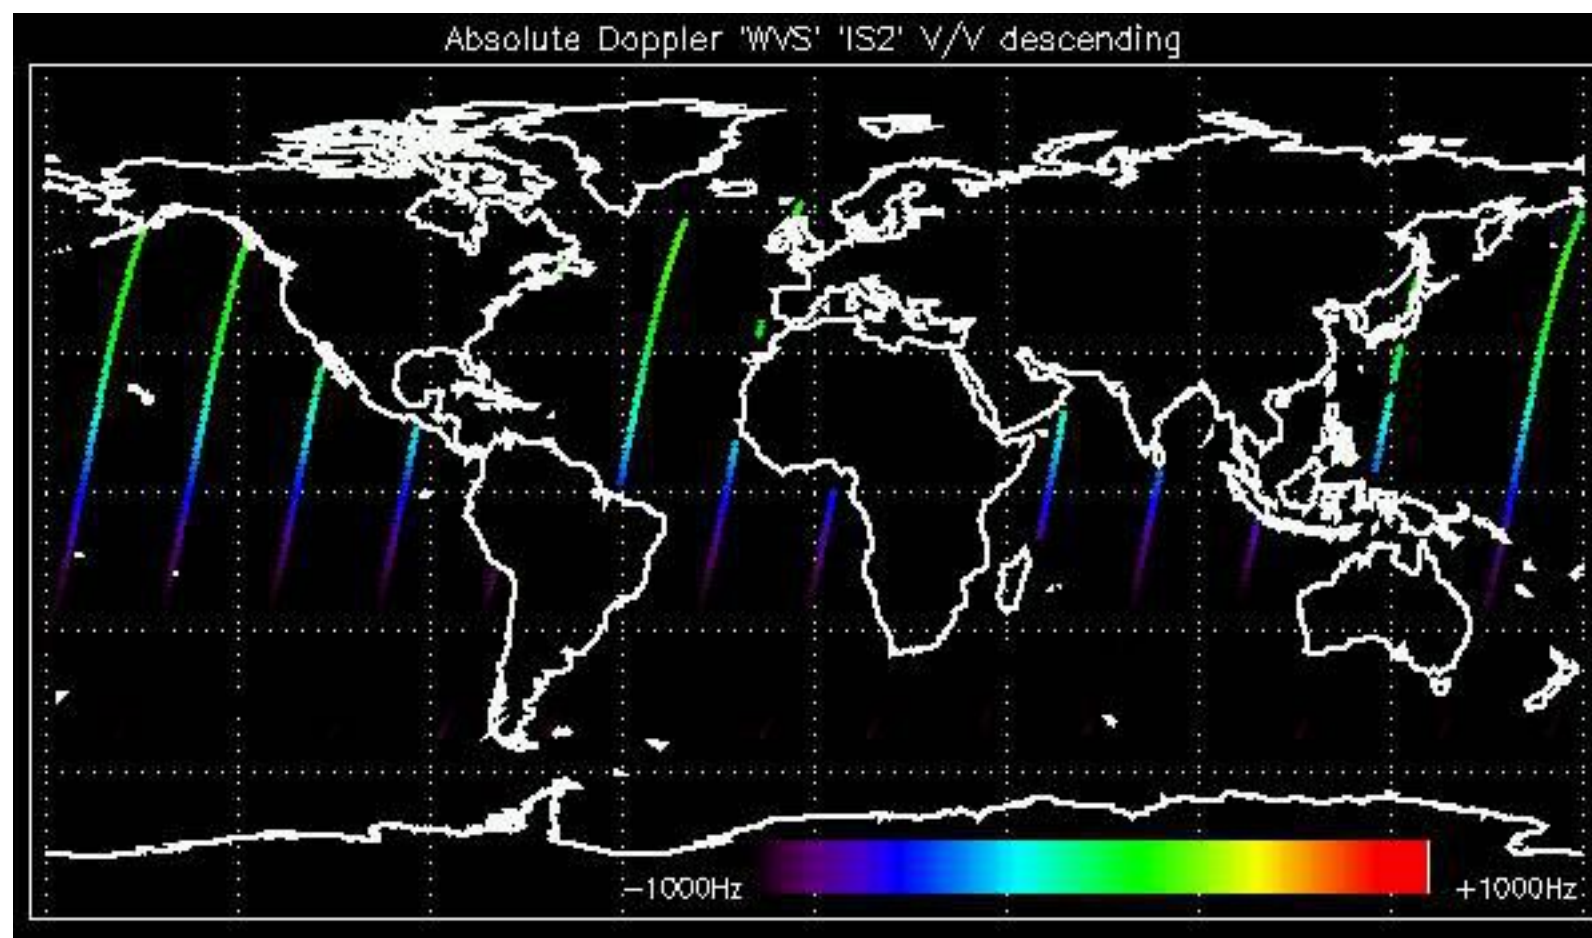 Absolute Doppler 'WVS' 'IS2' V/V descending
-1000Hz +1000Hz